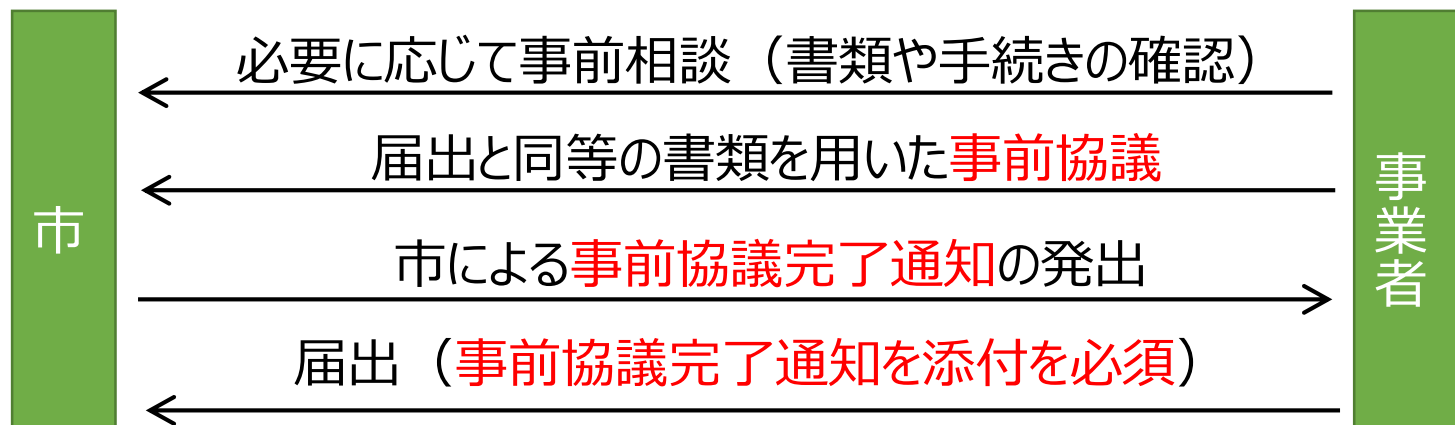 必要に応じて事前相談（書類や手続きの確認）
届出と同等の書類を用いた事前協議
市
事業者
市による事前協議完了通知の発出
届出（事前協議完了通知を添付を必須）